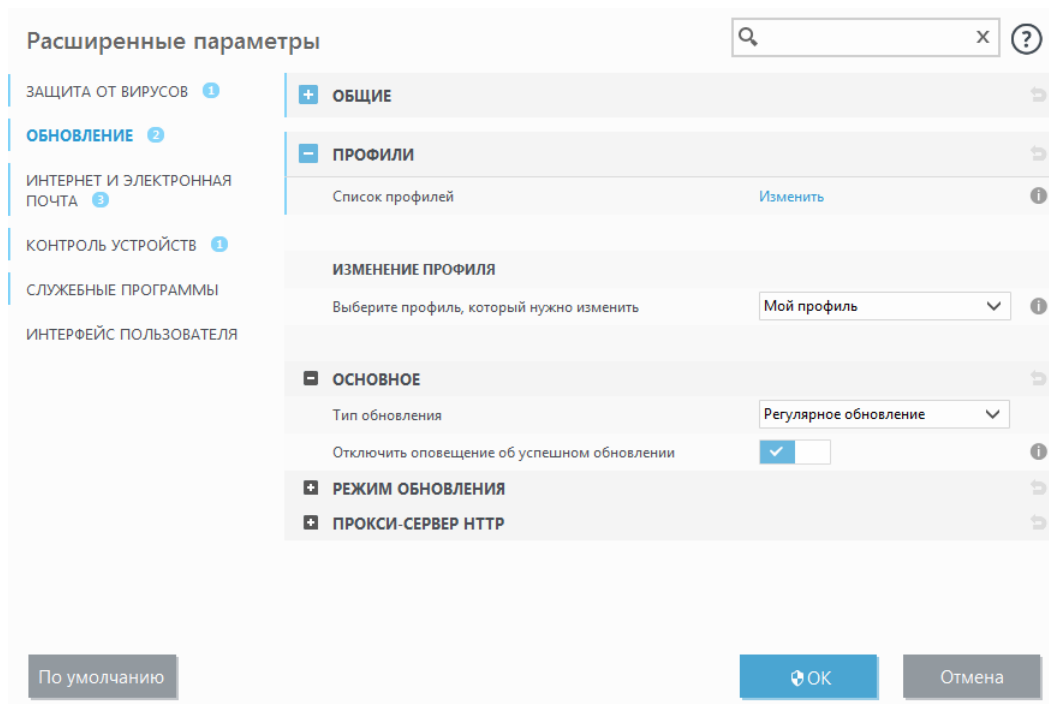 Расширенные параметры
x
?
ЗАЩИТА ОТ ВИРУСОВ 1
ОБНОВЛЕНИЕ 2
ИНТЕРНЕТ И ЭЛЕКТРОННАЯ
ПОЧТА 3
КОНТРОЛЬ УСТРОЙСТВ 1
СЛУЖЕБНЫЕ ПРОГРАММЫ
ИНТЕРФЕЙС ПОЛЬЗОВАТЕЛЯ
ОБЩИЕ
ПРОФИЛИ
Список профилей Изменить
ИЗМЕНЕНИЕ ПРОФИЛЯ
Выберите профиль, который нужно изменить Мой профиль
ОСНОВНОЕ
Тип обновления Регулярное обновление
Отключить оповещение об успешном обновлении
РЕЖИМ ОБНОВЛЕНИЯ
ПРОКСИ-СЕРВЕР HTTP
По умолчанию OK Отмена